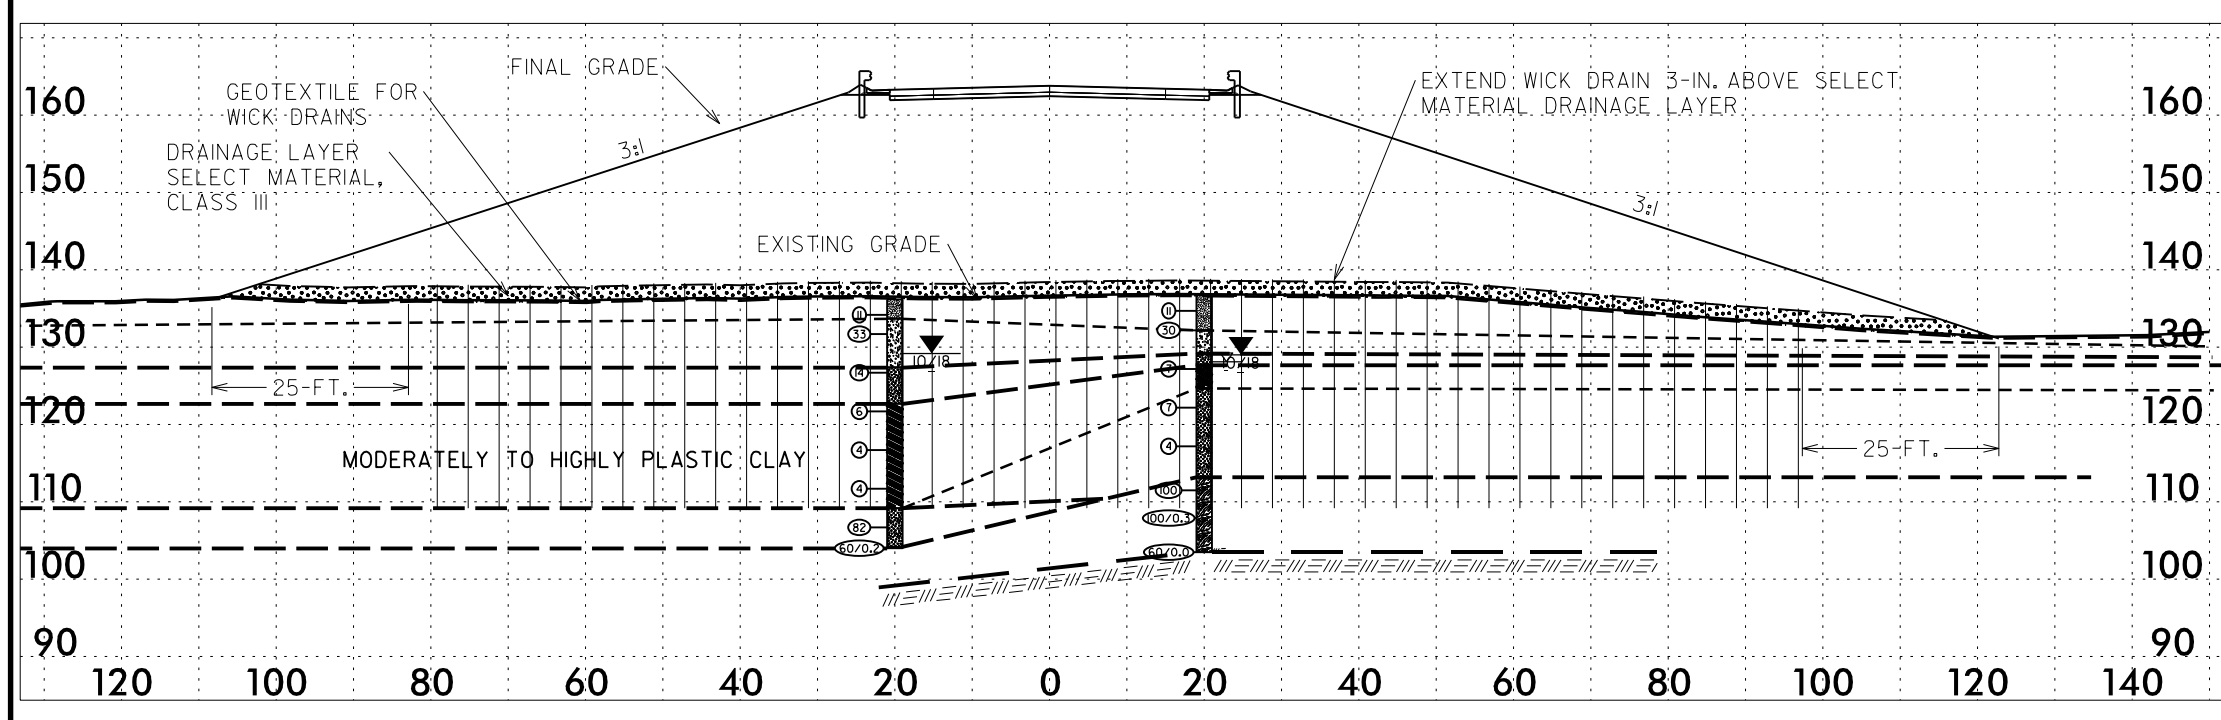 FINAL GRADE
GEOTEXTILE FOR
WICK DRAINS
DRAINAGE LAYER
SELECT MATERIAL,
CLASS III
EXTEND WICK DRAIN 3-IN. ABOVE SELECT
MATERIAL DRAINAGE LAYER
3:1
3:1
EXISTING GRADE
160 160
150 150
140 140
130 130
120 120
110 110
100 100
90 90
11
33
14
6
4
4
82
60/0.2
10/18
11
30
7
7
4
100
100/0.3
60/0.0
10/18
25-FT.
25-FT.
MODERATELY TO HIGHLY PLASTIC CLAY
120 100 80 60 40 20 0 20 40 60 80 100 120 140